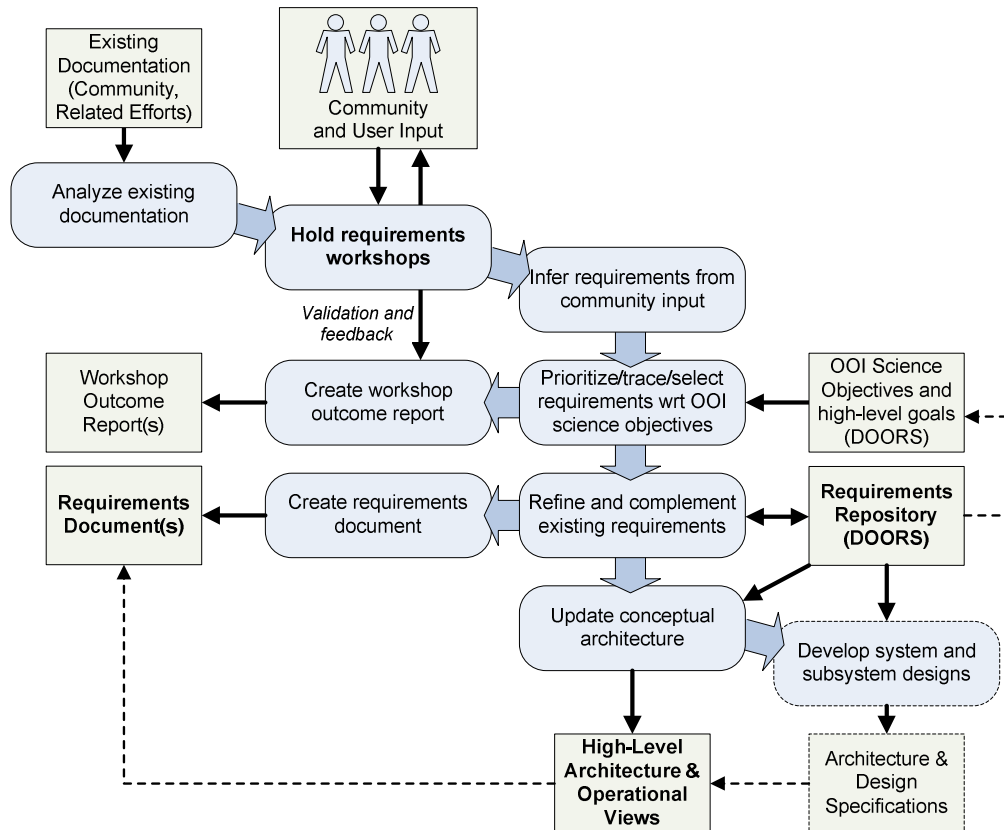 Existing
Documentation
(Community,
Related Efforts)
Community
and User Input
Analyze existing
documentation
Hold requirements
workshops
Infer requirements from
community input
Validation and
feedback
Workshop
Outcome
Report(s)
Create workshop
outcome report
Prioritize/trace/select
requirements wrt OOI
science objectives
OOI Science
Objectives and
high-level goals
(DOORS)
Requirements
Document(s)
Create requirements
document
Refine and complement
existing requirements
Requirements
Repository
(DOORS)
Update conceptual
architecture
Develop system and
subsystem designs
High-Level
Architecture &
Operational
Views
Architecture &
Design
Specifications